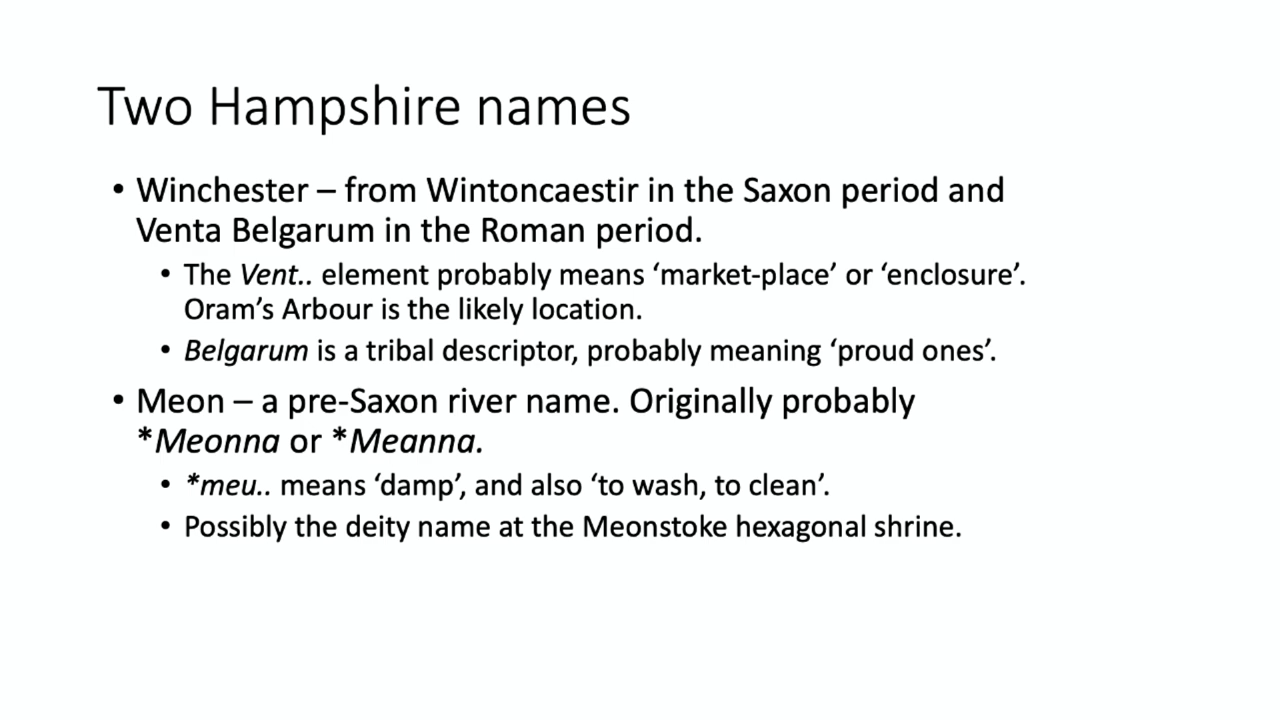 Two Hampshire names
• Winchester – from Wintoncaestir in the Saxon period and
Venta Belgarum in the Roman period.
• The Vent.. element probably means ‘market-place’ or ‘enclosure’.
Oram’s Arbour is the likely location.
• Belgarum is a tribal descriptor, probably meaning ‘proud ones’.
• Meon – a pre-Saxon river name. Originally probably
*Meonna or *Meanna.
• *meu.. means ‘damp’, and also ‘to wash, to clean’.
• Possibly the deity name at the Meonstoke hexagonal shrine.